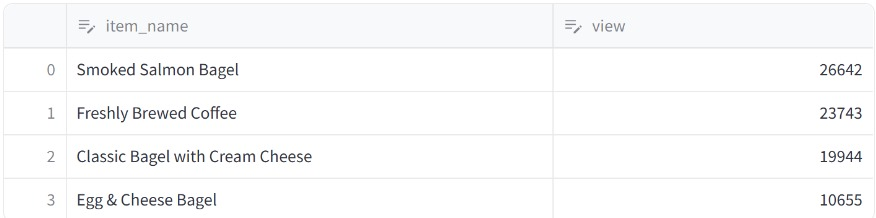 item_name view
0 Smoked Salmon Bagel 26642
1 Freshly Brewed Coffee 23743
2 Classic Bagel with Cream Cheese 19944
3 Egg & Cheese Bagel 10655